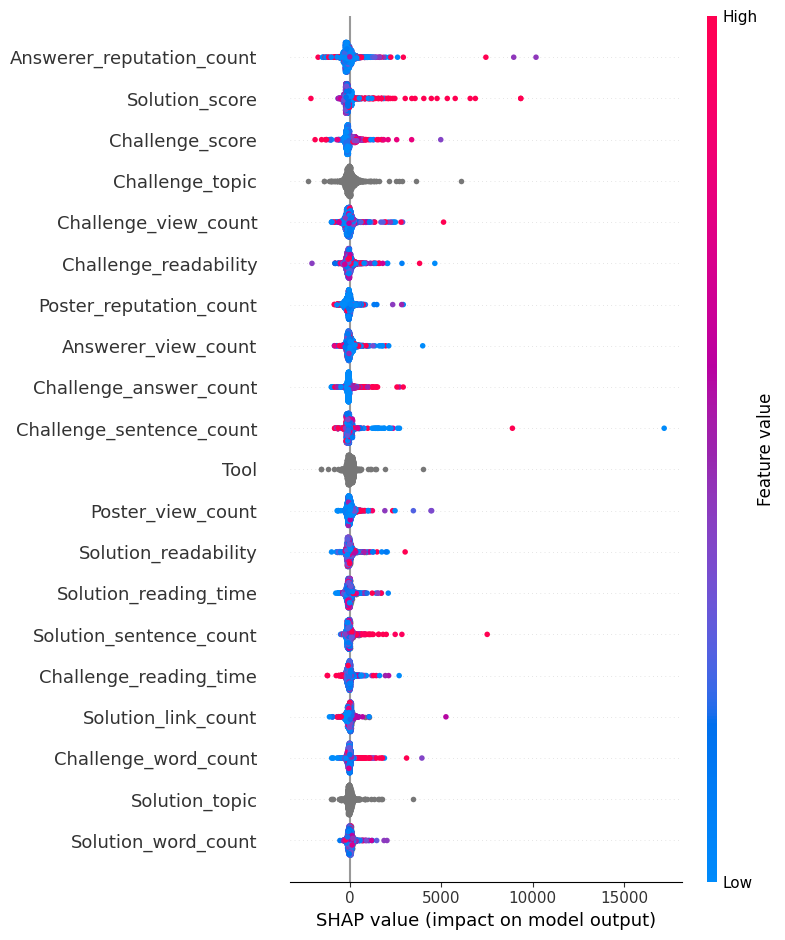 High
Answerer_reputation_count
Solution_score
Challenge_score
Challenge_topic
Challenge_view_count
Challenge_readability
Poster_reputation_count
Answerer_view_count
Challenge_answer_count
Challenge_sentence_count
Tool
Poster_view_count
Solution_readability
Solution_reading_time
Solution_sentence_count
Challenge_reading_time
Solution_link_count
Challenge_word_count
Solution_topic
Solution_word_count
Feature value
Low
0 5000 10000 15000
SHAP value (impact on model output)